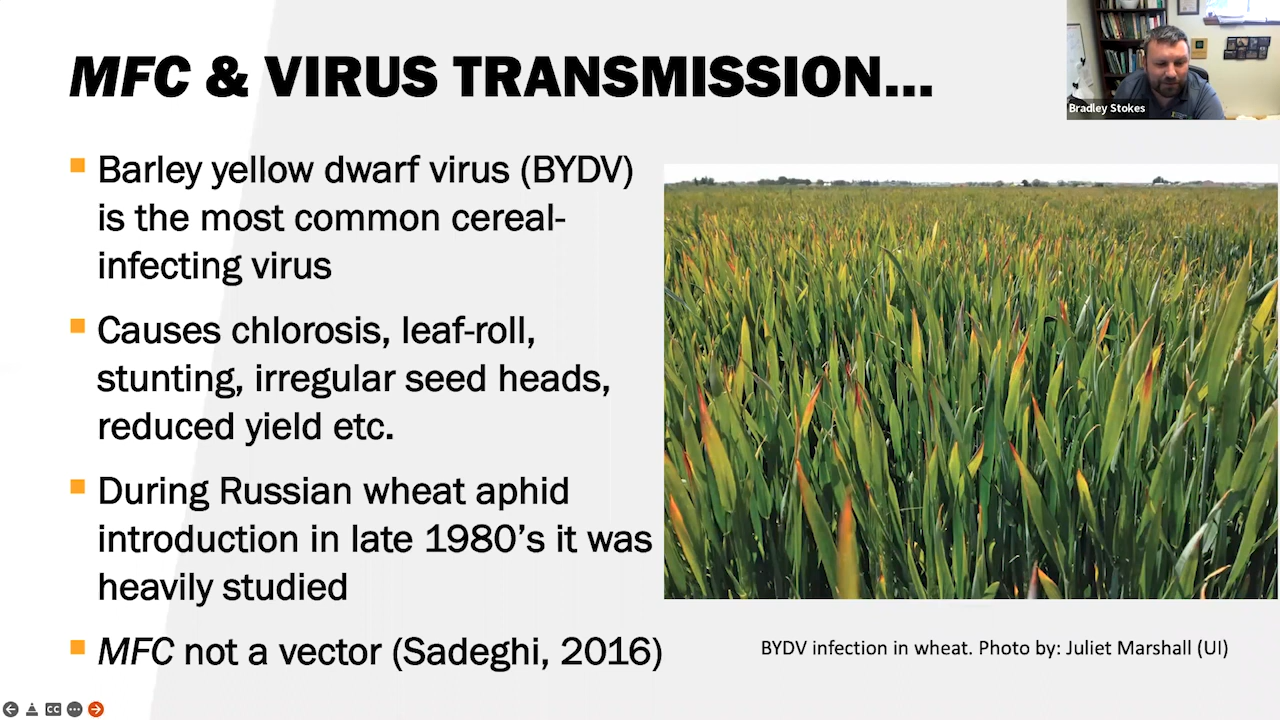 MFC & VIRUS TRANSMISSION...
Bradley Stokes
Barley yellow dwarf virus (BYDV)
is the most common cereal-
infecting virus
Causes chlorosis, leaf-roll,
stunting, irregular seed heads,
reduced yield etc.
During Russian wheat aphid
introduction in late 1980’s it was
heavily studied
MFC not a vector (Sadeghi, 2016)
BYDV infection in wheat. Photo by: Juliet Marshall (UI)
CC